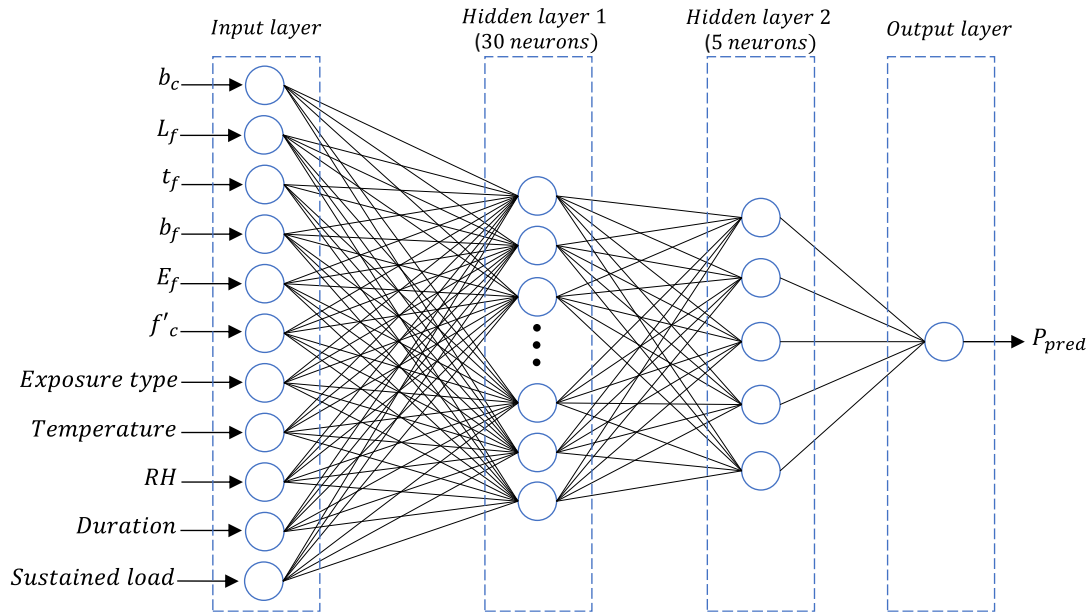 Input layer
Hidden layer 1
(30 neurons)
Hidden layer 2
(5 neurons)
Output layer
b_c
L_f
t_f
b_f
E_f
f'_c
Exposure type
Temperature
RH
Duration
Sustained load
P_pred